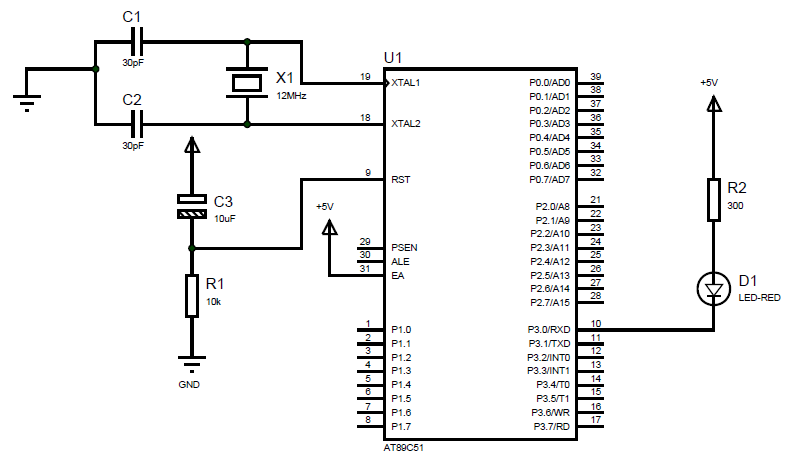 C1
30pF
C2
30pF
X1
12MHz
C3
10uF
R1
10k
GND
+5V
U1
19 XTAL1
18 XTAL2
9 RST
29 PSEN
30 ALE
31 EA
1 P1.0
2 P1.1
3 P1.2
4 P1.3
5 P1.4
6 P1.5
7 P1.6
8 P1.7
P0.0/AD0 39
P0.1/AD1 38
P0.2/AD2 37
P0.3/AD3 36
P0.4/AD4 35
P0.5/AD5 34
P0.6/AD6 33
P0.7/AD7 32
P2.0/A8 21
P2.1/A9 22
P2.2/A10 23
P2.3/A11 24
P2.4/A12 25
P2.5/A13 26
P2.6/A14 27
P2.7/A15 28
P3.0/RXD 10
P3.1/TXD 11
P3.2/INT0 12
P3.3/INT1 13
P3.4/T0 14
P3.5/T1 15
P3.6/WR 16
P3.7/RD 17
AT89C51
+5V
R2
300
D1
LED-RED